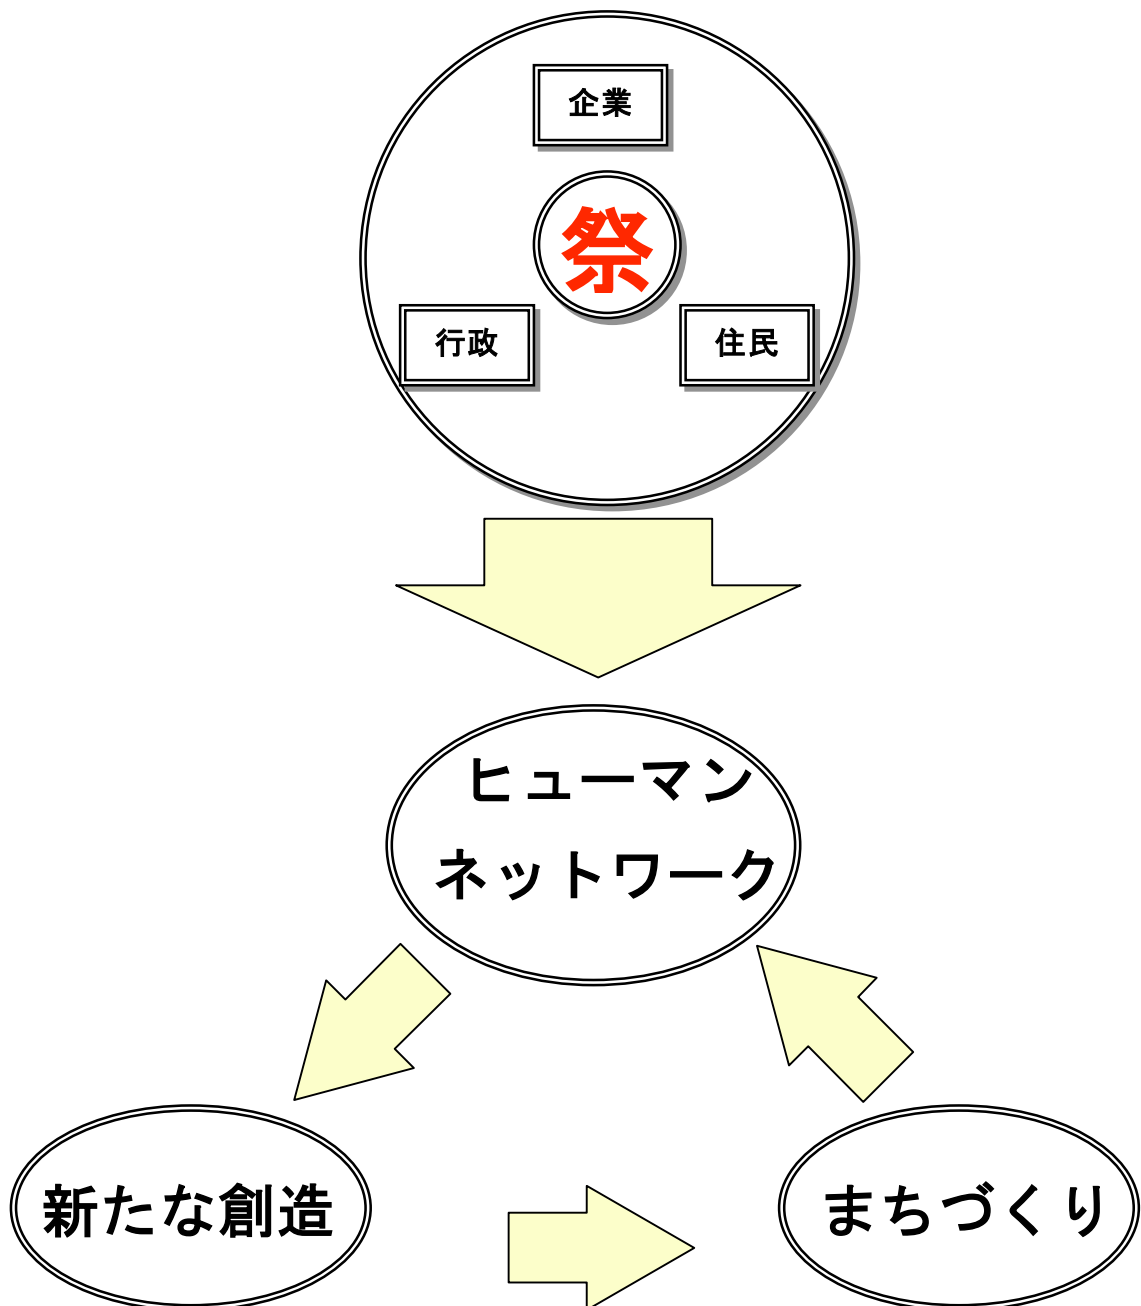 企業
祭
行政
住民
ヒューマン
ネットワーク
新たな創造
まちづくり